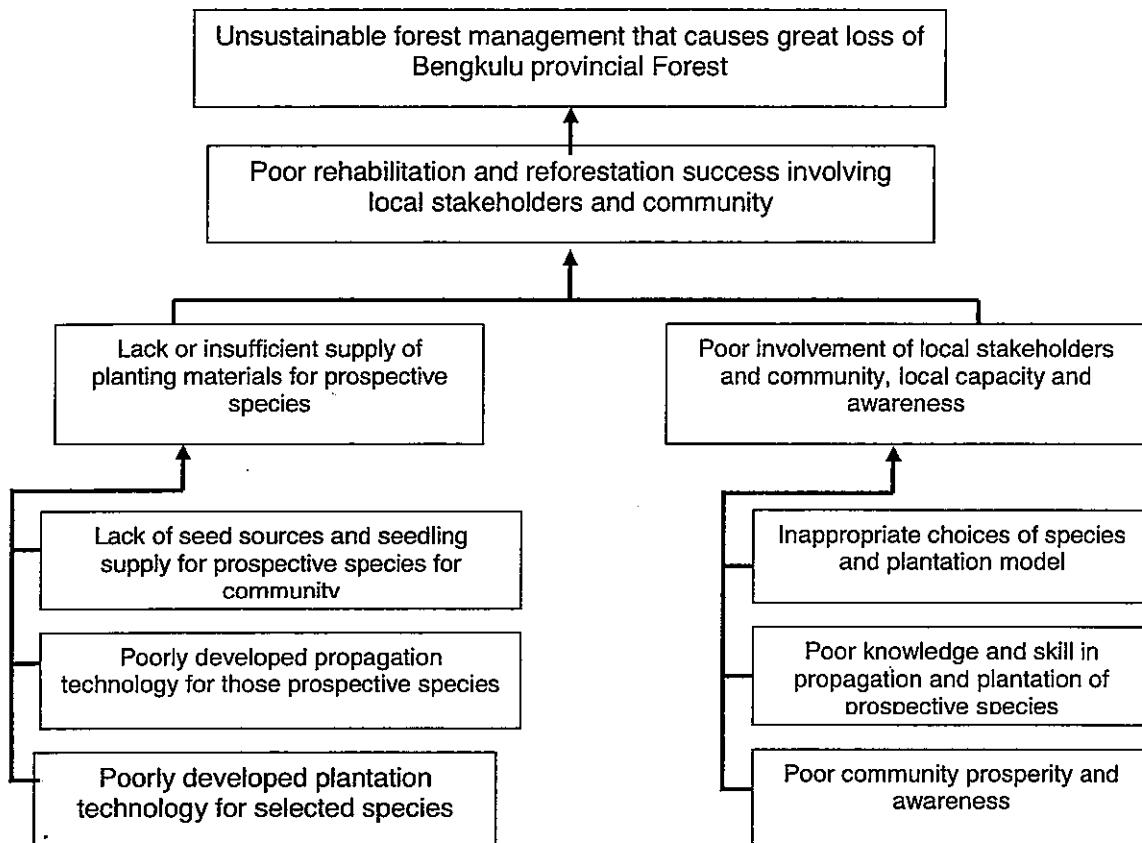 Unsustainable forest management that causes great loss of
Bengkulu provincial Forest
Poor rehabilitation and reforestation success involving
local stakeholders and community
Lack or insufficient supply of
planting materials for prospective
species
Poor involvement of local stakeholders
and community, local capacity and
awareness
Lack of seed sources and seedling
supply for prospective species for
community
Poorly developed propagation
technology for those prospective species
Poorly developed plantation
technology for selected species
Inappropriate choices of species
and plantation model
Poor knowledge and skill in
propagation and plantation of
prospective species
Poor community prosperity and
awareness